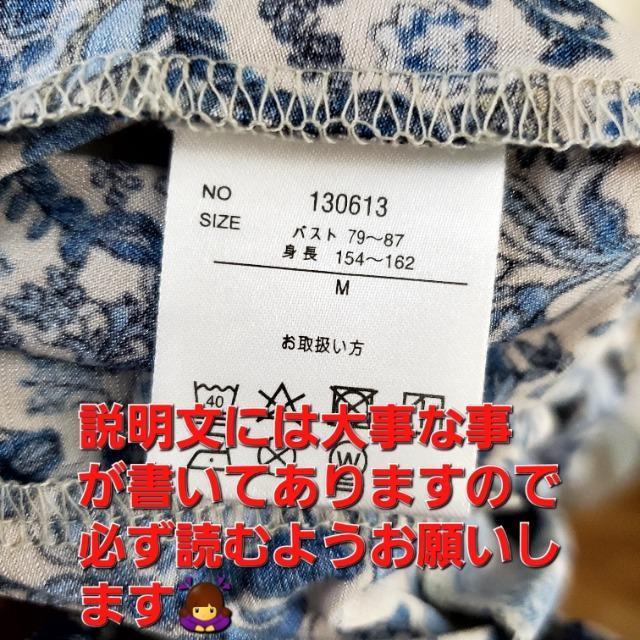 NO 130613
SIZE バスト 79〜87
身長 154〜162
M
お取扱い方
40
説明文には大事な事
が書いてありますので
必ず読むようお願いし
ます🙇‍♀️
W